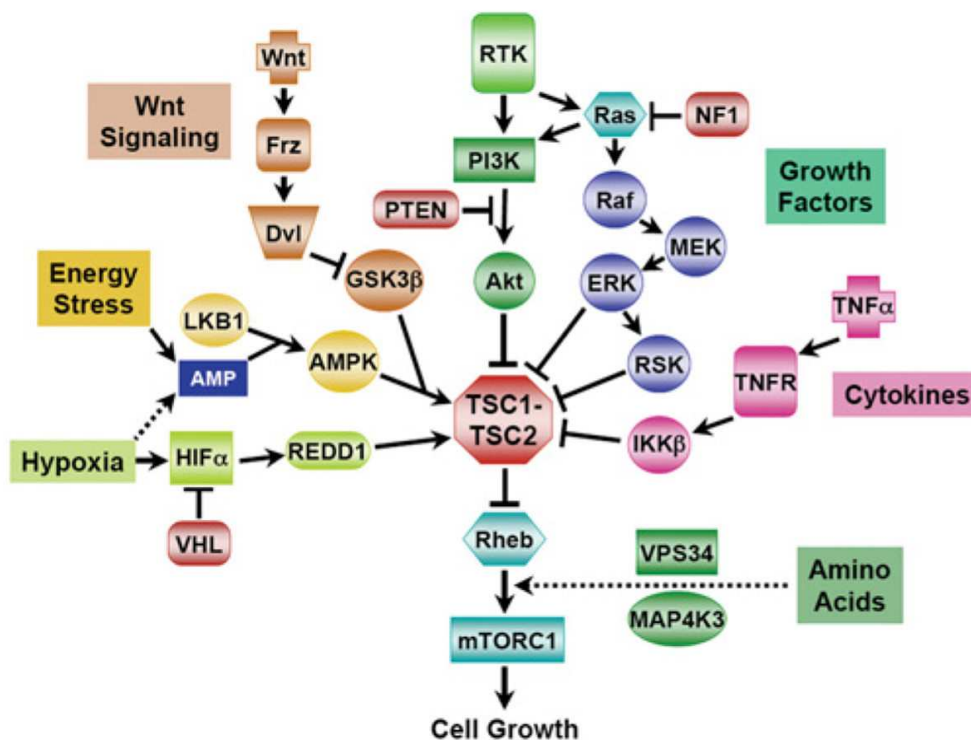 RTK
Wnt
Wnt
Signaling
Ras
NF1
Frz
PI3K
Growth
Factors
Raf
PTEN
Dvl
MEK
Energy
Stress
GSK3β
Akt
ERK
TNFα
LKB1
AMPK
RSK
TNFR
AMP
Cytokines
TSC1-
TSC2
IKKβ
Hypoxia
HIFα
REDD1
VHL
Rheb
VPS34
Amino
Acids
MAP4K3
mTORC1
Cell Growth